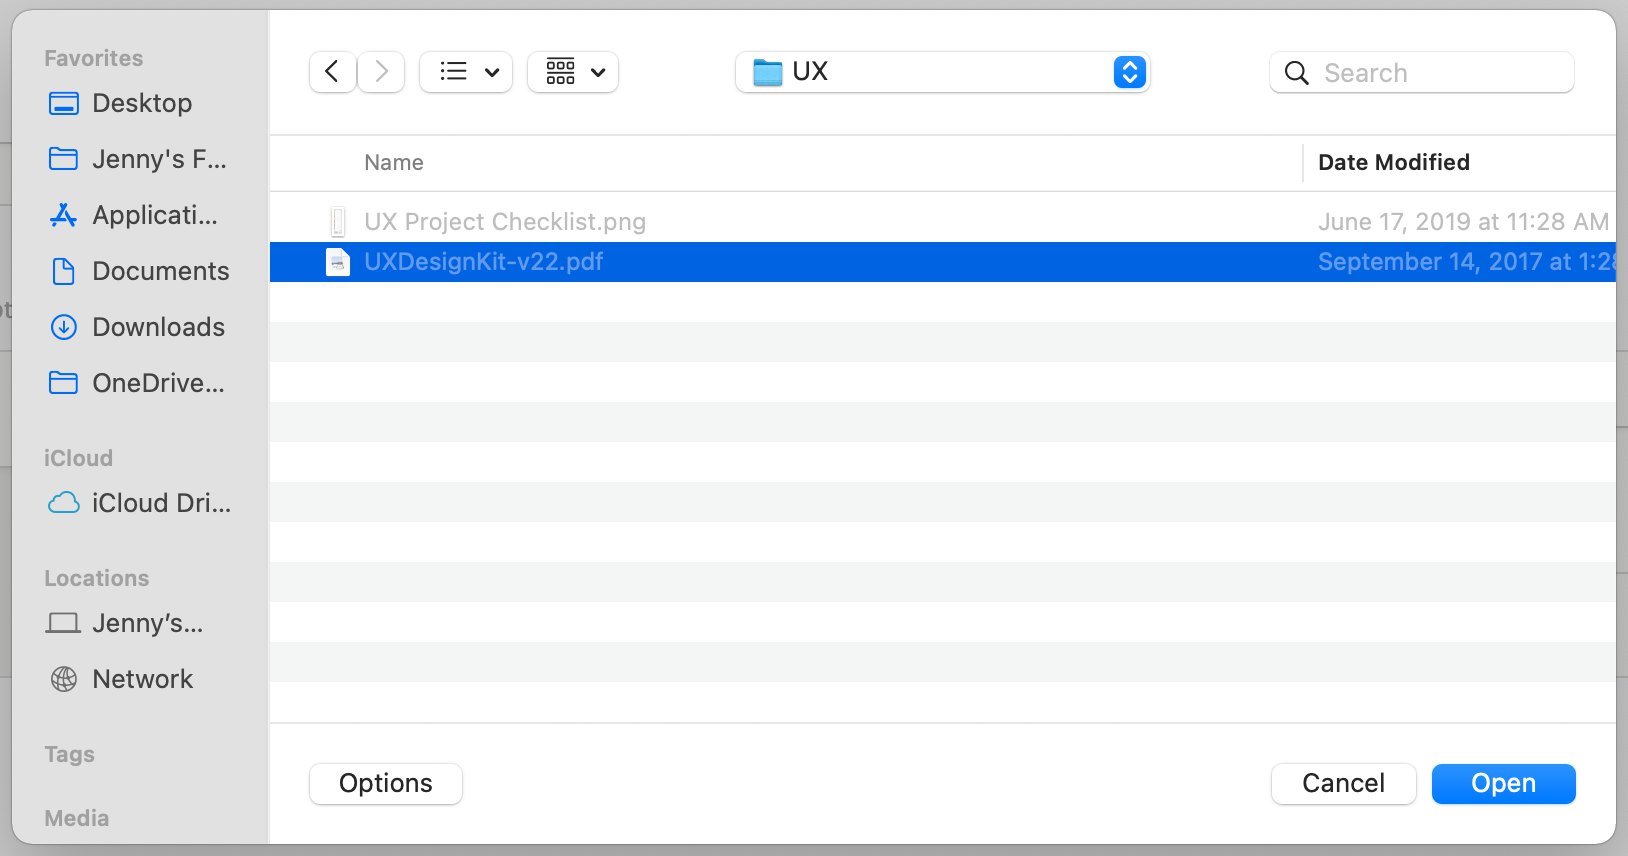 Favorites
Desktop
Jenny's F...
Applicati...
Documents
Downloads
OneDrive...
iCloud
iCloud Dri...
Locations
Jenny’s...
Network
Tags
Media
UX
Search
Name Date Modified
UX Project Checklist.png June 17, 2019 at 11:28 AM
UXDesignKit-v22.pdf September 14, 2017 at 1:28
Options Cancel Open